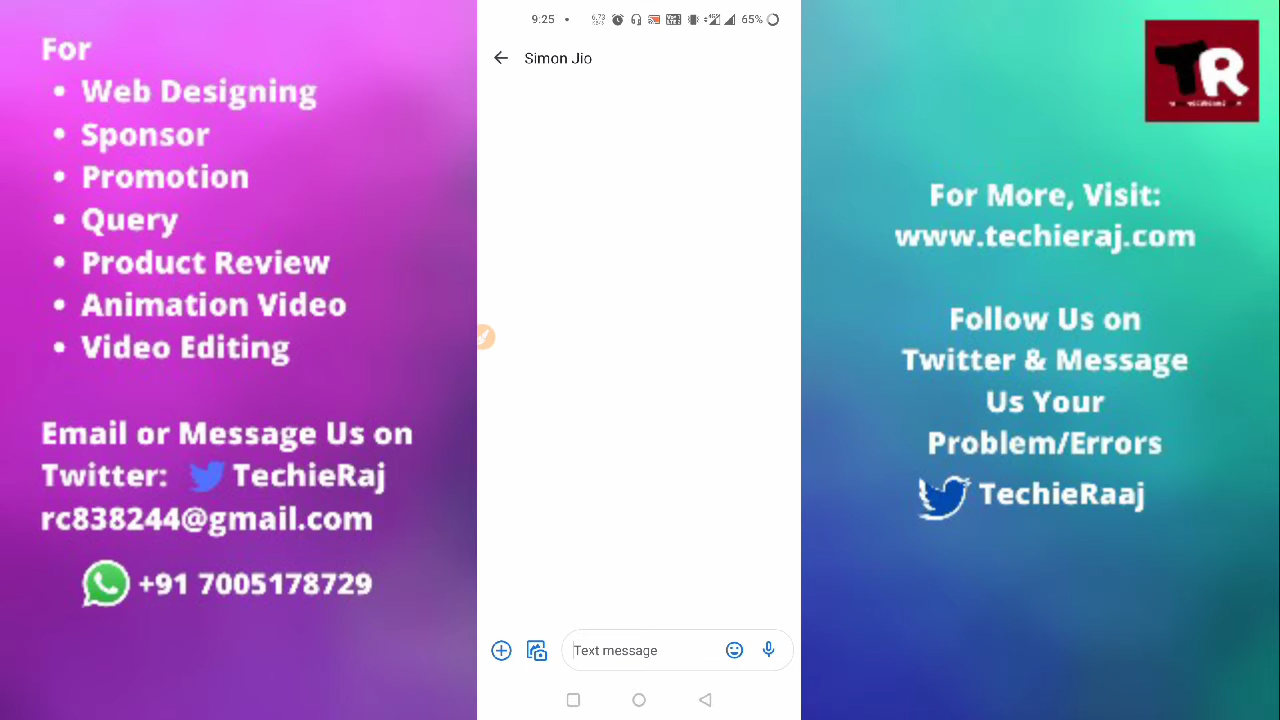 For
• Web Designing
• Sponsor
• Promotion
• Query
• Product Review
• Animation Video
• Video Editing
Email or Message Us on
Twitter: TechieRaj
rc838244@gmail.com
+91 7005178729
9:25
65%
Simon Jio
Text message
TR
For More, Visit:
www.techieraj.com
Follow Us on
Twitter & Message
Us Your
Problem/Errors
TechieRaaj